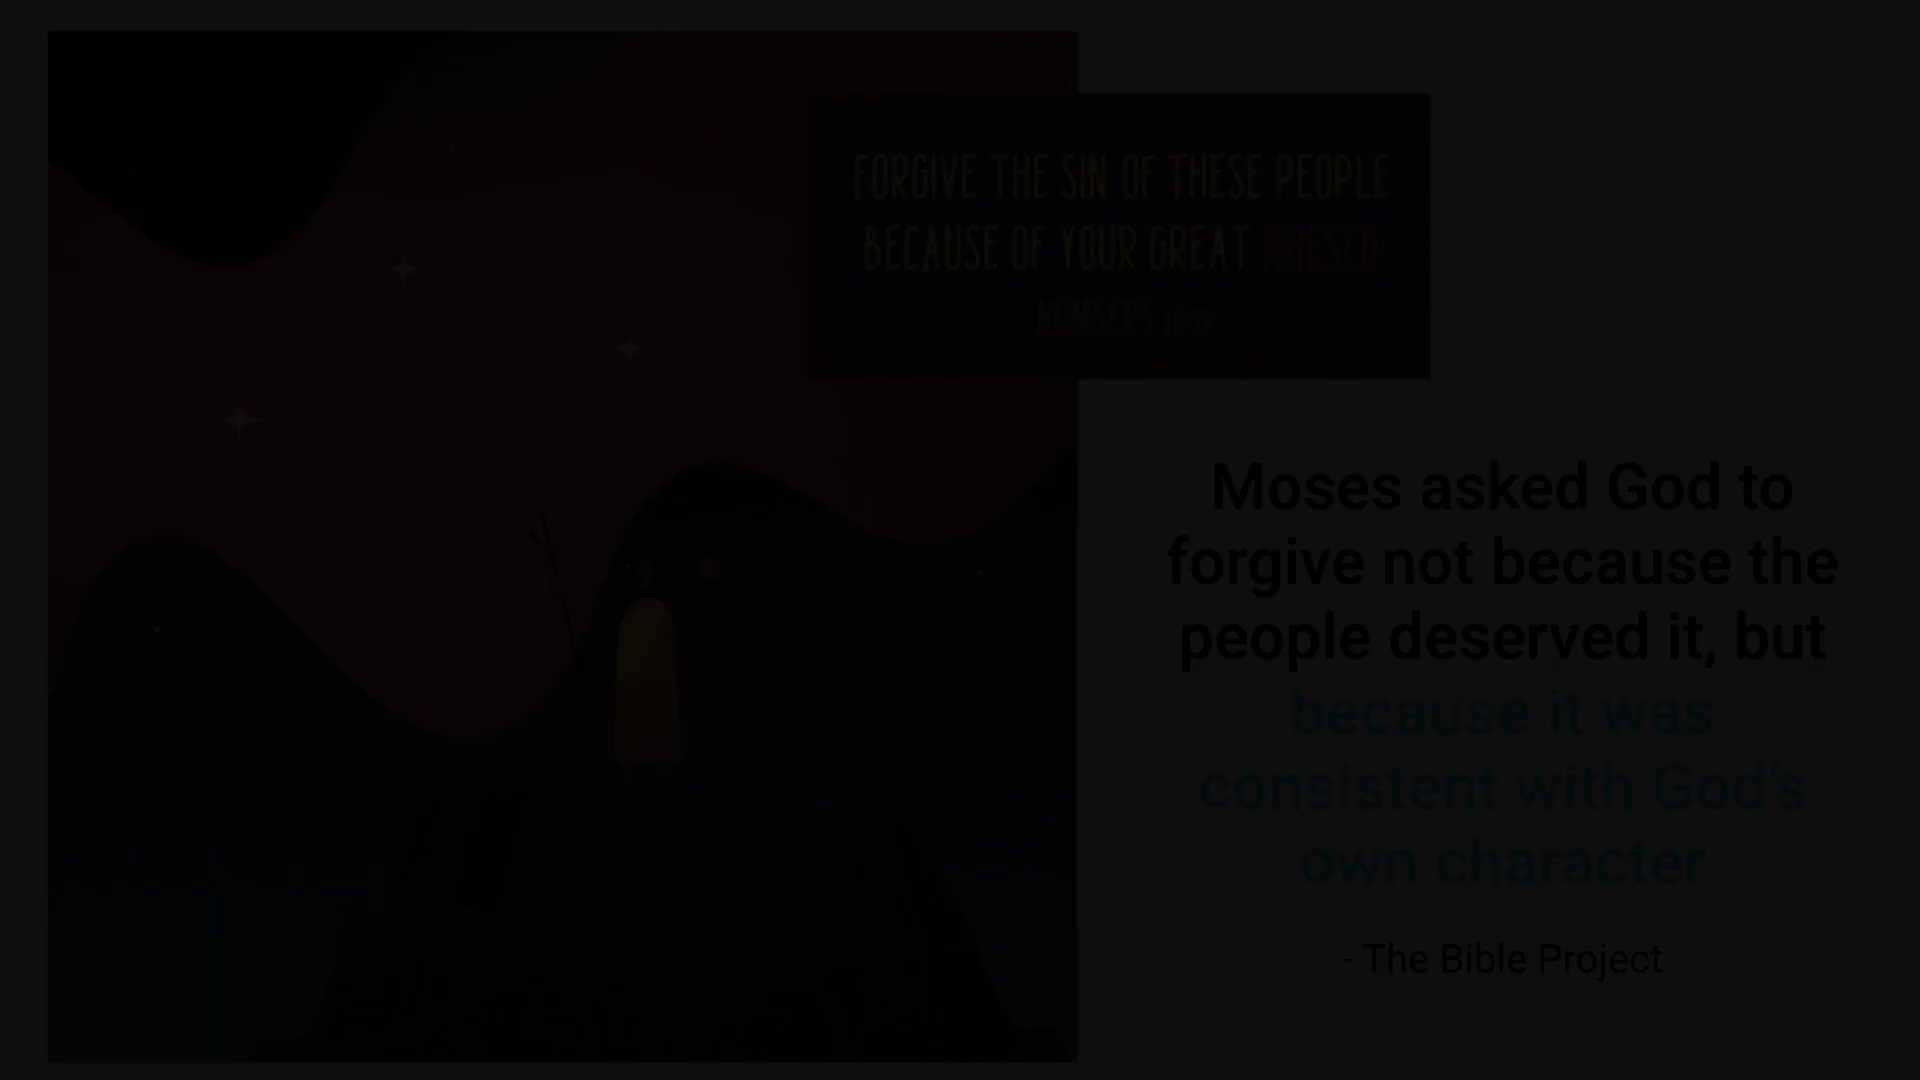 FORGIVE THE SIN OF THESE PEOPLE
BECAUSE OF YOUR GREAT KHESED
NUMBERS
Moses asked God to
forgive not because the
people deserved it, but
because it was
consistent with God’s
own character
- The Bible Project